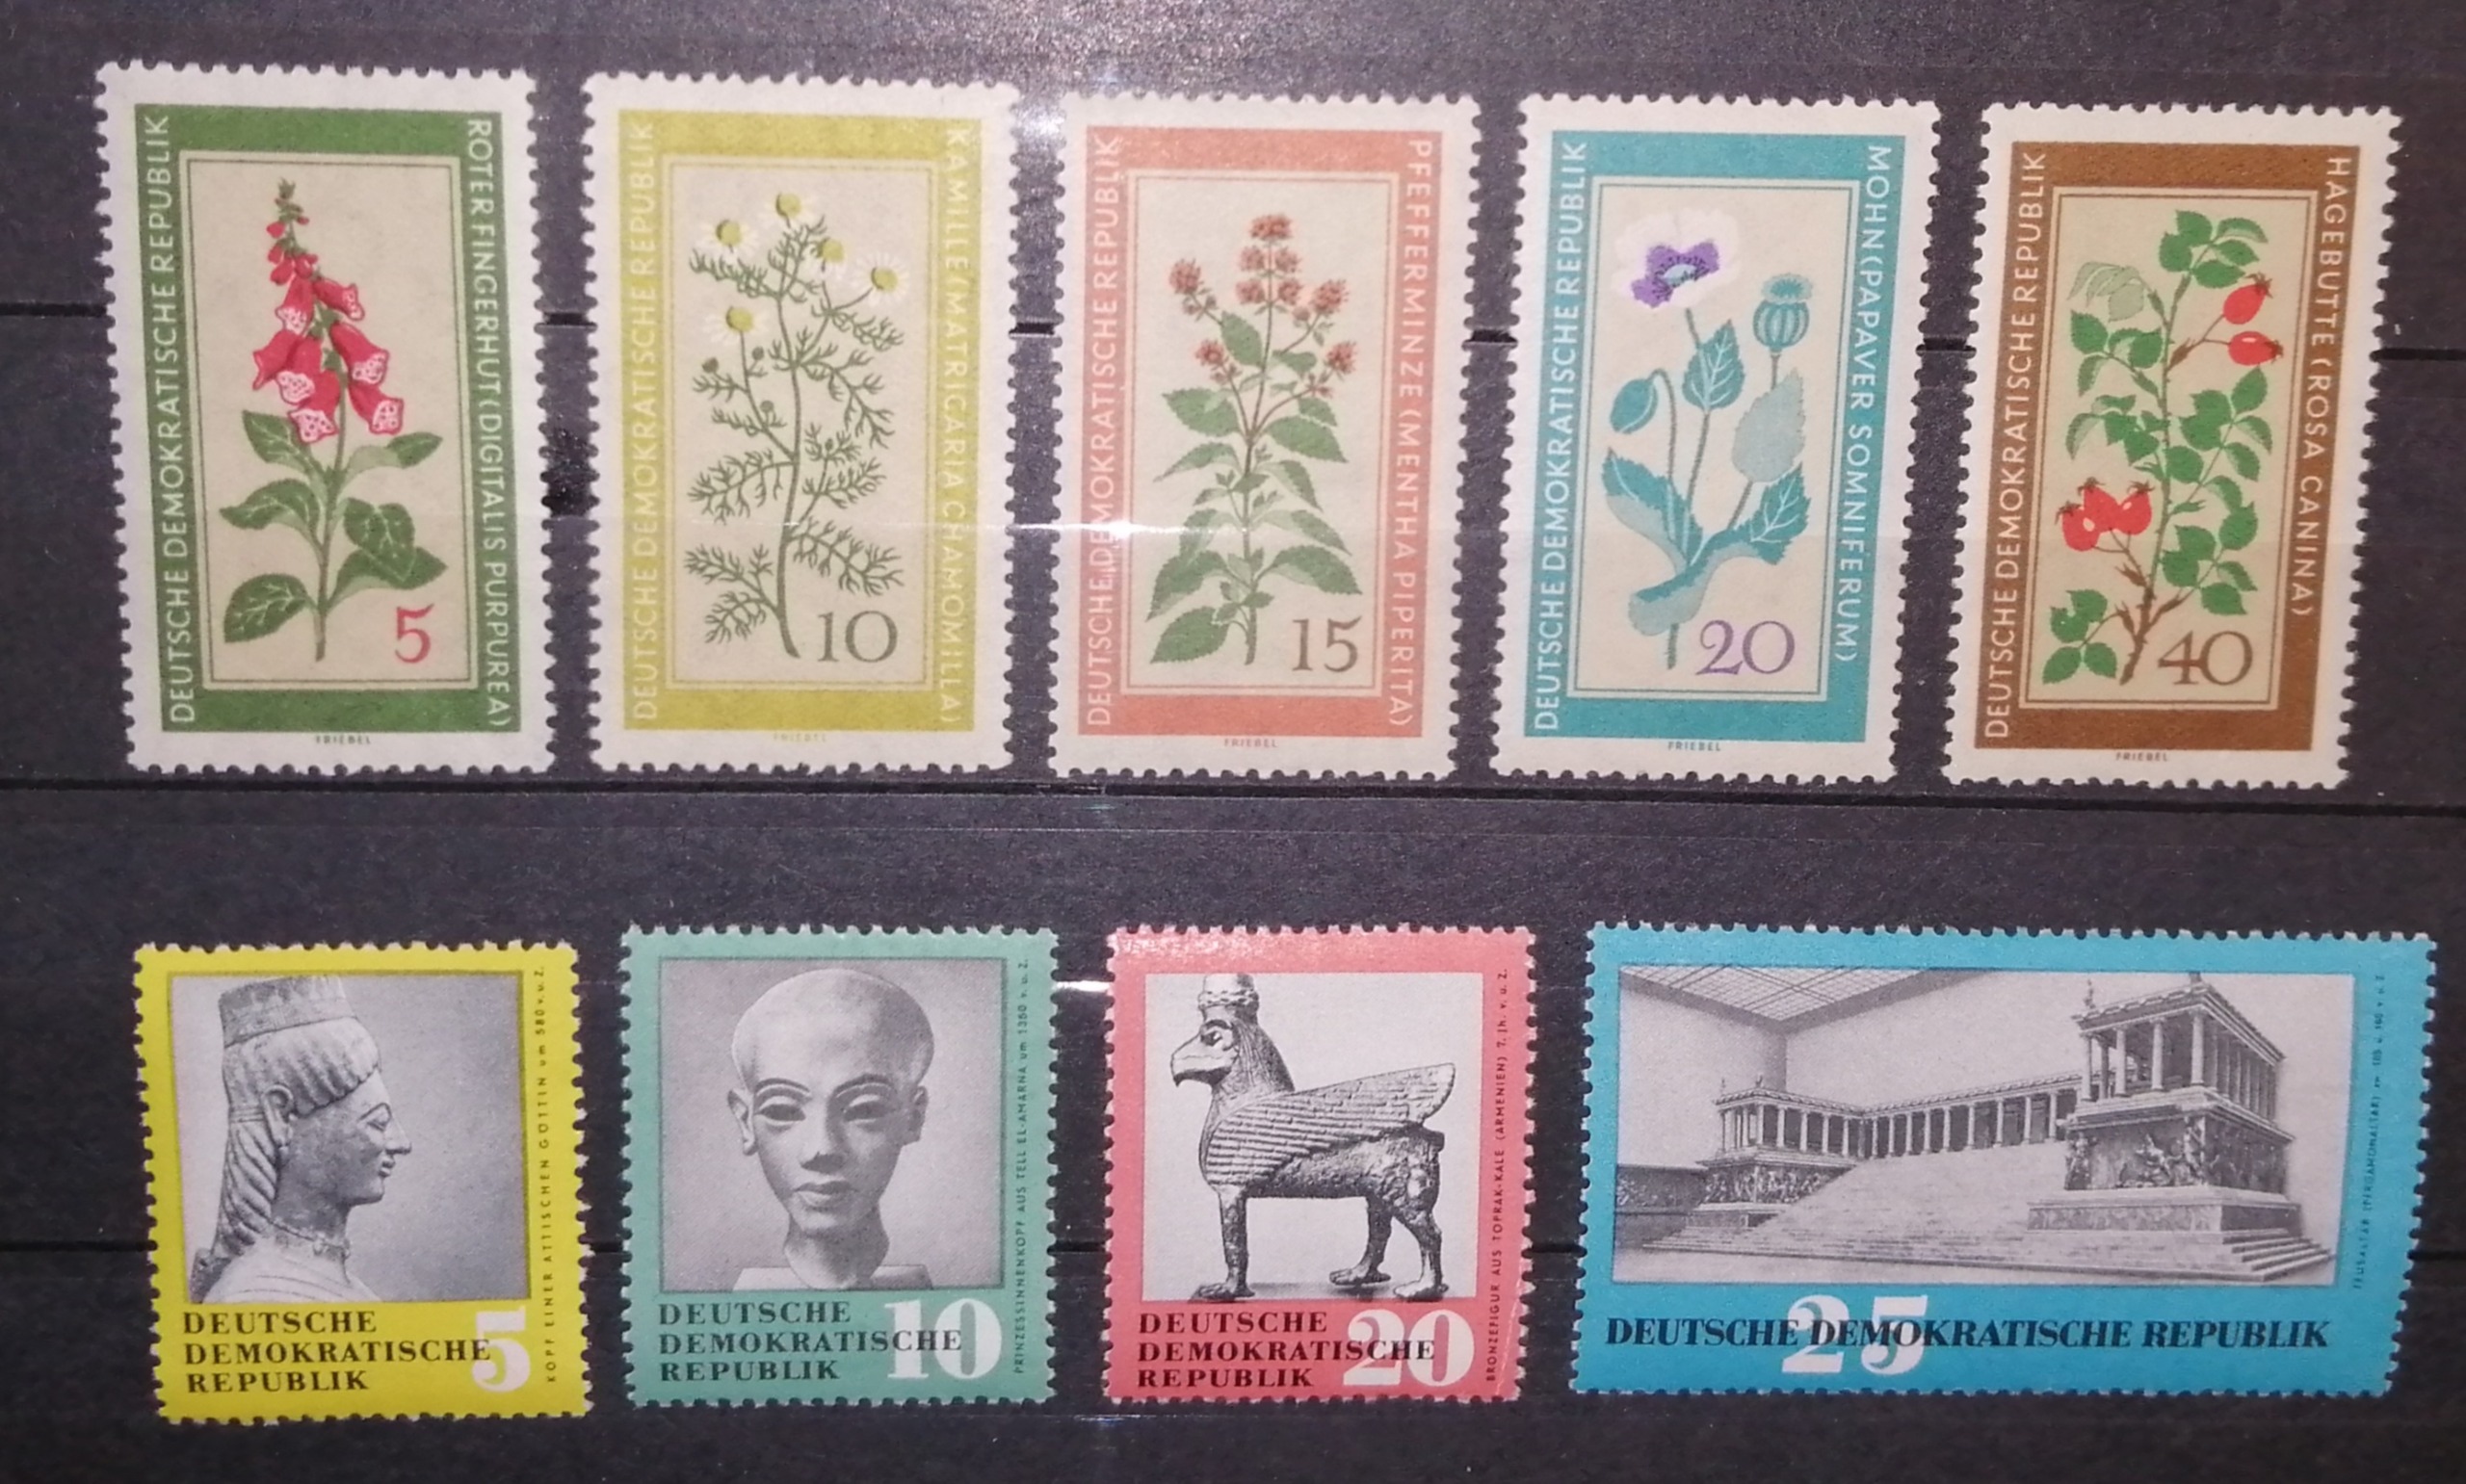 DEUTSCHE DEMOKRATISCHE REPUBLIK
ROTER FINGERHUT (DIGITALIS PURPUREA)
5
FRIEBEL
DEUTSCHE DEMOKRATISCHE REPUBLIK
KAMILLE (MATRICARIA CHAMOMILLA)
10
FRIEBEL
DEUTSCHE DEMOKRATISCHE REPUBLIK
PFEFFERMINZE (MENTHA PIPERITA)
15
FRIEBEL
DEUTSCHE DEMOKRATISCHE REPUBLIK
MOHN (PAPAVER SOMNIFERUM)
20
FRIEBEL
DEUTSCHE DEMOKRATISCHE REPUBLIK
HAGEBUTTE (ROSA CANINA)
40
FRIEBEL
KOPF EINER ATTISCHEN GÖTTIN um 580 v. u. Z.
DEUTSCHE
DEMOKRATISCHE
REPUBLIK
5
PRINZESSINNENKOPF AUS TELL EL-AMARNA um 1360 v. u. Z.
DEUTSCHE
DEMOKRATISCHE
REPUBLIK
10
BRONZEFIGUR AUS TOPRAK-KALE (ARMENIEN) 7. Jh. v. u. Z.
DEUTSCHE
DEMOKRATISCHE
REPUBLIK
20
ZEUSALTAR (PERGAMONALTAR) v. u. Z.
25
DEUTSCHE DEMOKRATISCHE REPUBLIK